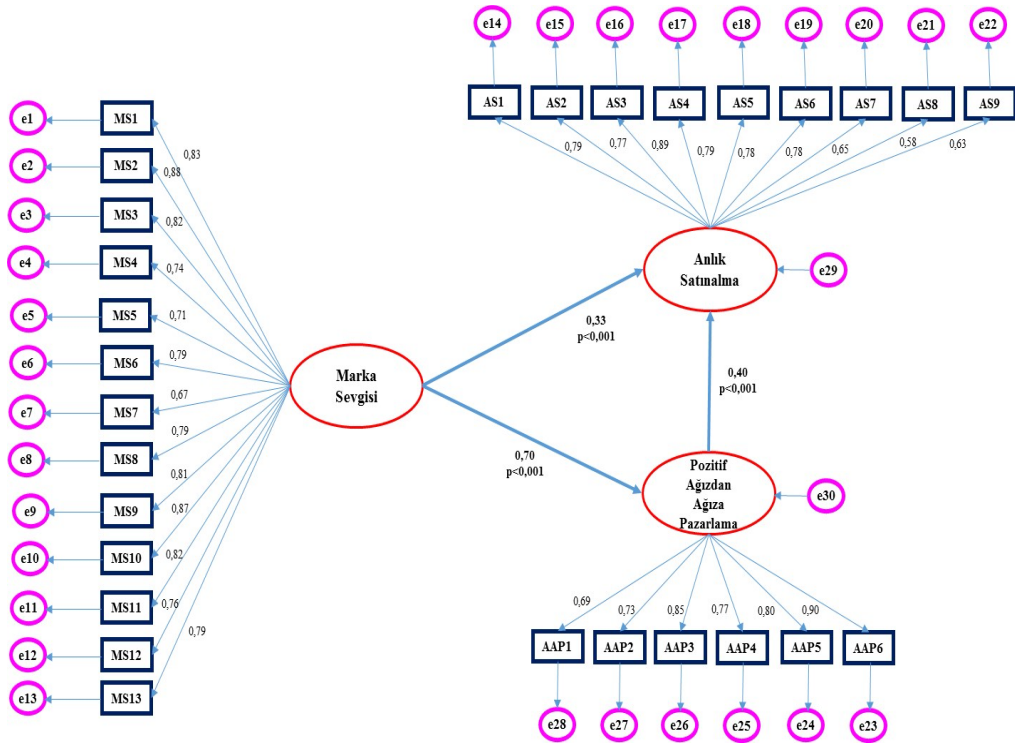 e14 e15 e16 e17 e18 e19 e20 e21 e22
AS1 AS2 AS3 AS4 AS5 AS6 AS7 AS8 AS9
0,79 0,77 0,89 0,79 0,78 0,78 0,65 0,58 0,63
e1 MS1
0,83
e2 MS2
0,88
e3 MS3
0,82
e4 MS4
0,74
e5 MS5
0,71
e6 MS6
0,79
e7 MS7
0,67
e8 MS8
0,79
e9 MS9
0,81
e10 MS10
0,87
e11 MS11
0,82
e12 MS12
0,76
e13 MS13
0,79
Marka
Sevgisi
Anlık
Satınalma
e29
0,33
p<0,001
0,40
p<0,001
0,70
p<0,001
Pozitif
Ağızdan
Ağıza
Pazarlama
e30
0,69 0,73 0,85 0,77 0,80 0,90
AAP1 AAP2 AAP3 AAP4 AAP5 AAP6
e28 e27 e26 e25 e24 e23